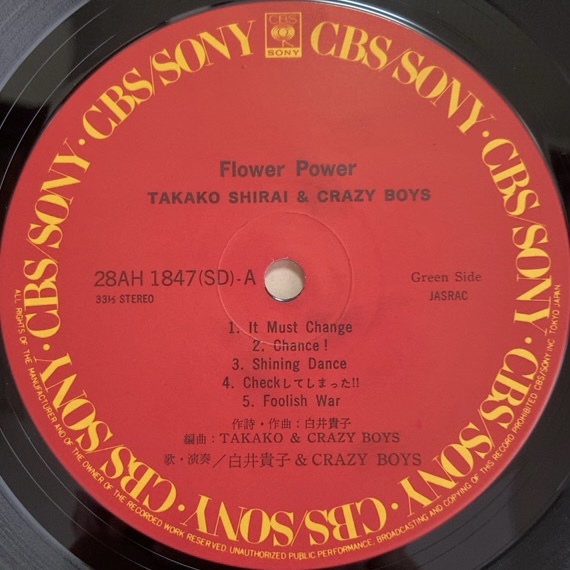 CBS/SONY · CBS/SONY · CBS/SONY · CBS/SONY · CBS/SONY · CBS/SONY · CBS/SONY · CBS/SONY
CBS
SONY
Flower Power
TAKAKO SHIRAI & CRAZY BOYS
28AH 1847(SD)-A
33⅓ STEREO
Green Side
JASRAC
1. It Must Change
2. Chance!
3. Shining Dance
4. Checkしてしまった!!
5. Foolish War
作詩・作曲：白井貴子
編曲：TAKAKO & CRAZY BOYS
歌・演奏／白井貴子 & CRAZY BOYS
ALL RIGHTS OF THE MANUFACTURER AND OF THE OWNER OF THE RECORDED WORK RESERVED. UNAUTHORIZED PUBLIC PERFORMANCE, BROADCASTING AND COPYING OF THIS RECORD PROHIBITED. CBS/SONY INC. TOKYO JAPAN